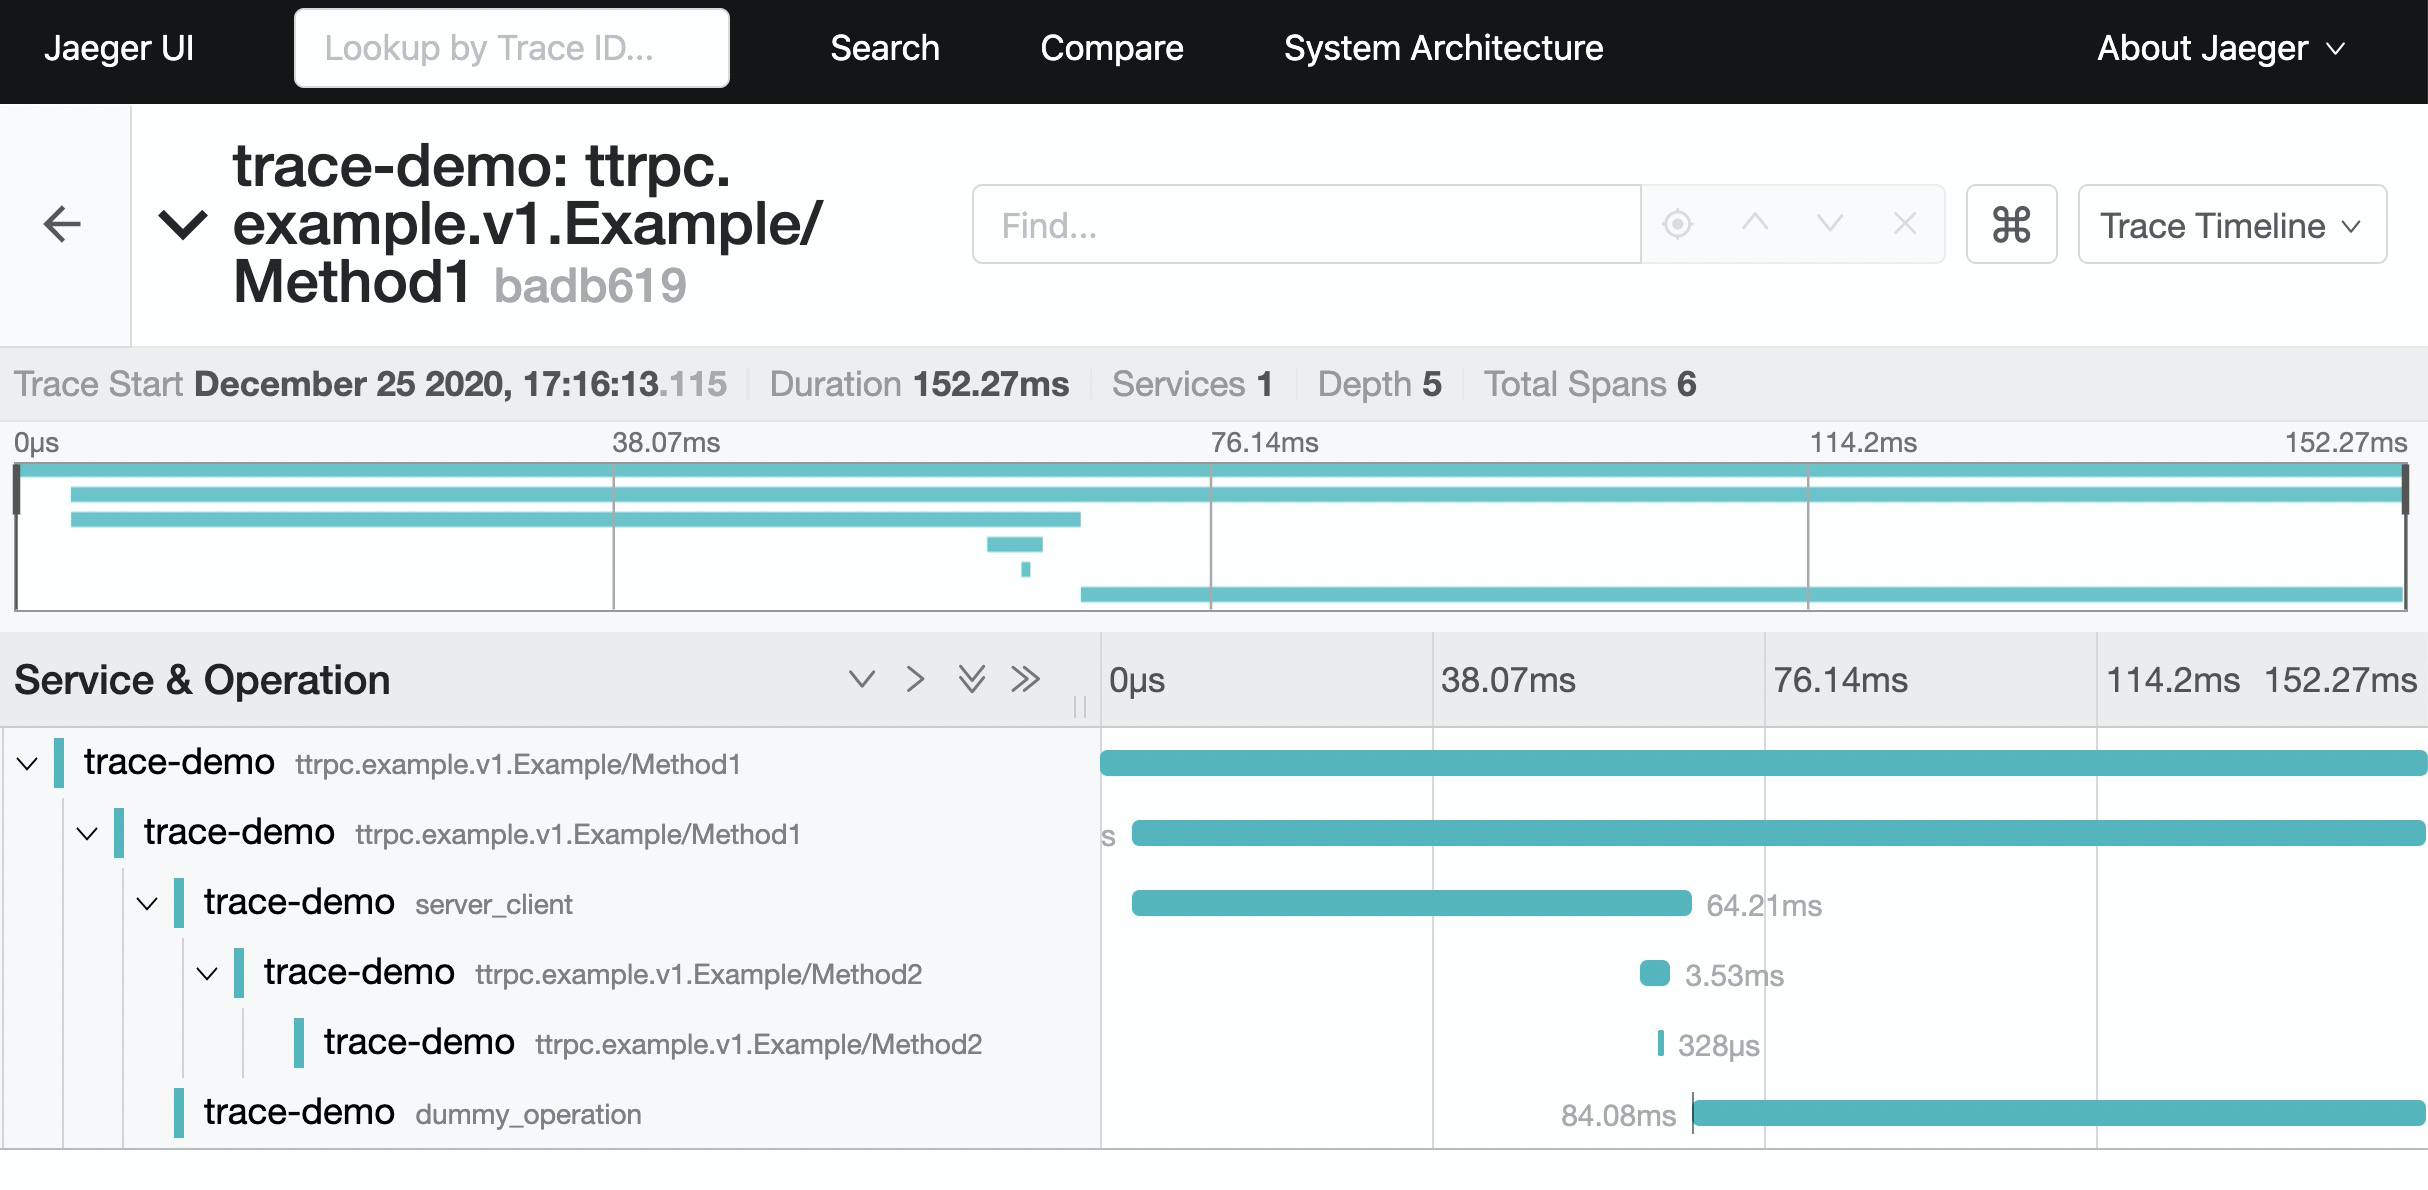 Jaeger UI Lookup by Trace ID... Search Compare System Architecture About Jaeger
trace-demo: ttrpc.
example.v1.Example/
Method1 badb619
Find... ⌘ Trace Timeline
Trace Start December 25 2020, 17:16:13.115 Duration 152.27ms Services 1 Depth 5 Total Spans 6
0μs 38.07ms 76.14ms 114.2ms 152.27ms
Service & Operation 0μs 38.07ms 76.14ms 114.2ms 152.27ms
trace-demo ttrpc.example.v1.Example/Method1
trace-demo ttrpc.example.v1.Example/Method1 s
trace-demo server_client 64.21ms
trace-demo ttrpc.example.v1.Example/Method2 3.53ms
trace-demo ttrpc.example.v1.Example/Method2 328μs
trace-demo dummy_operation 84.08ms